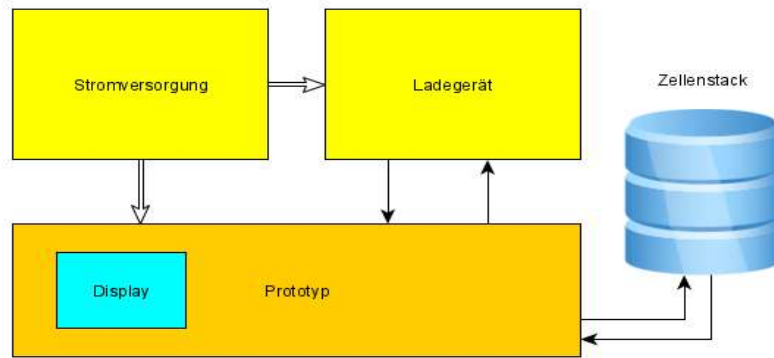 Stromversorgung
Ladegerät
Zellenstack
Display
Prototyp